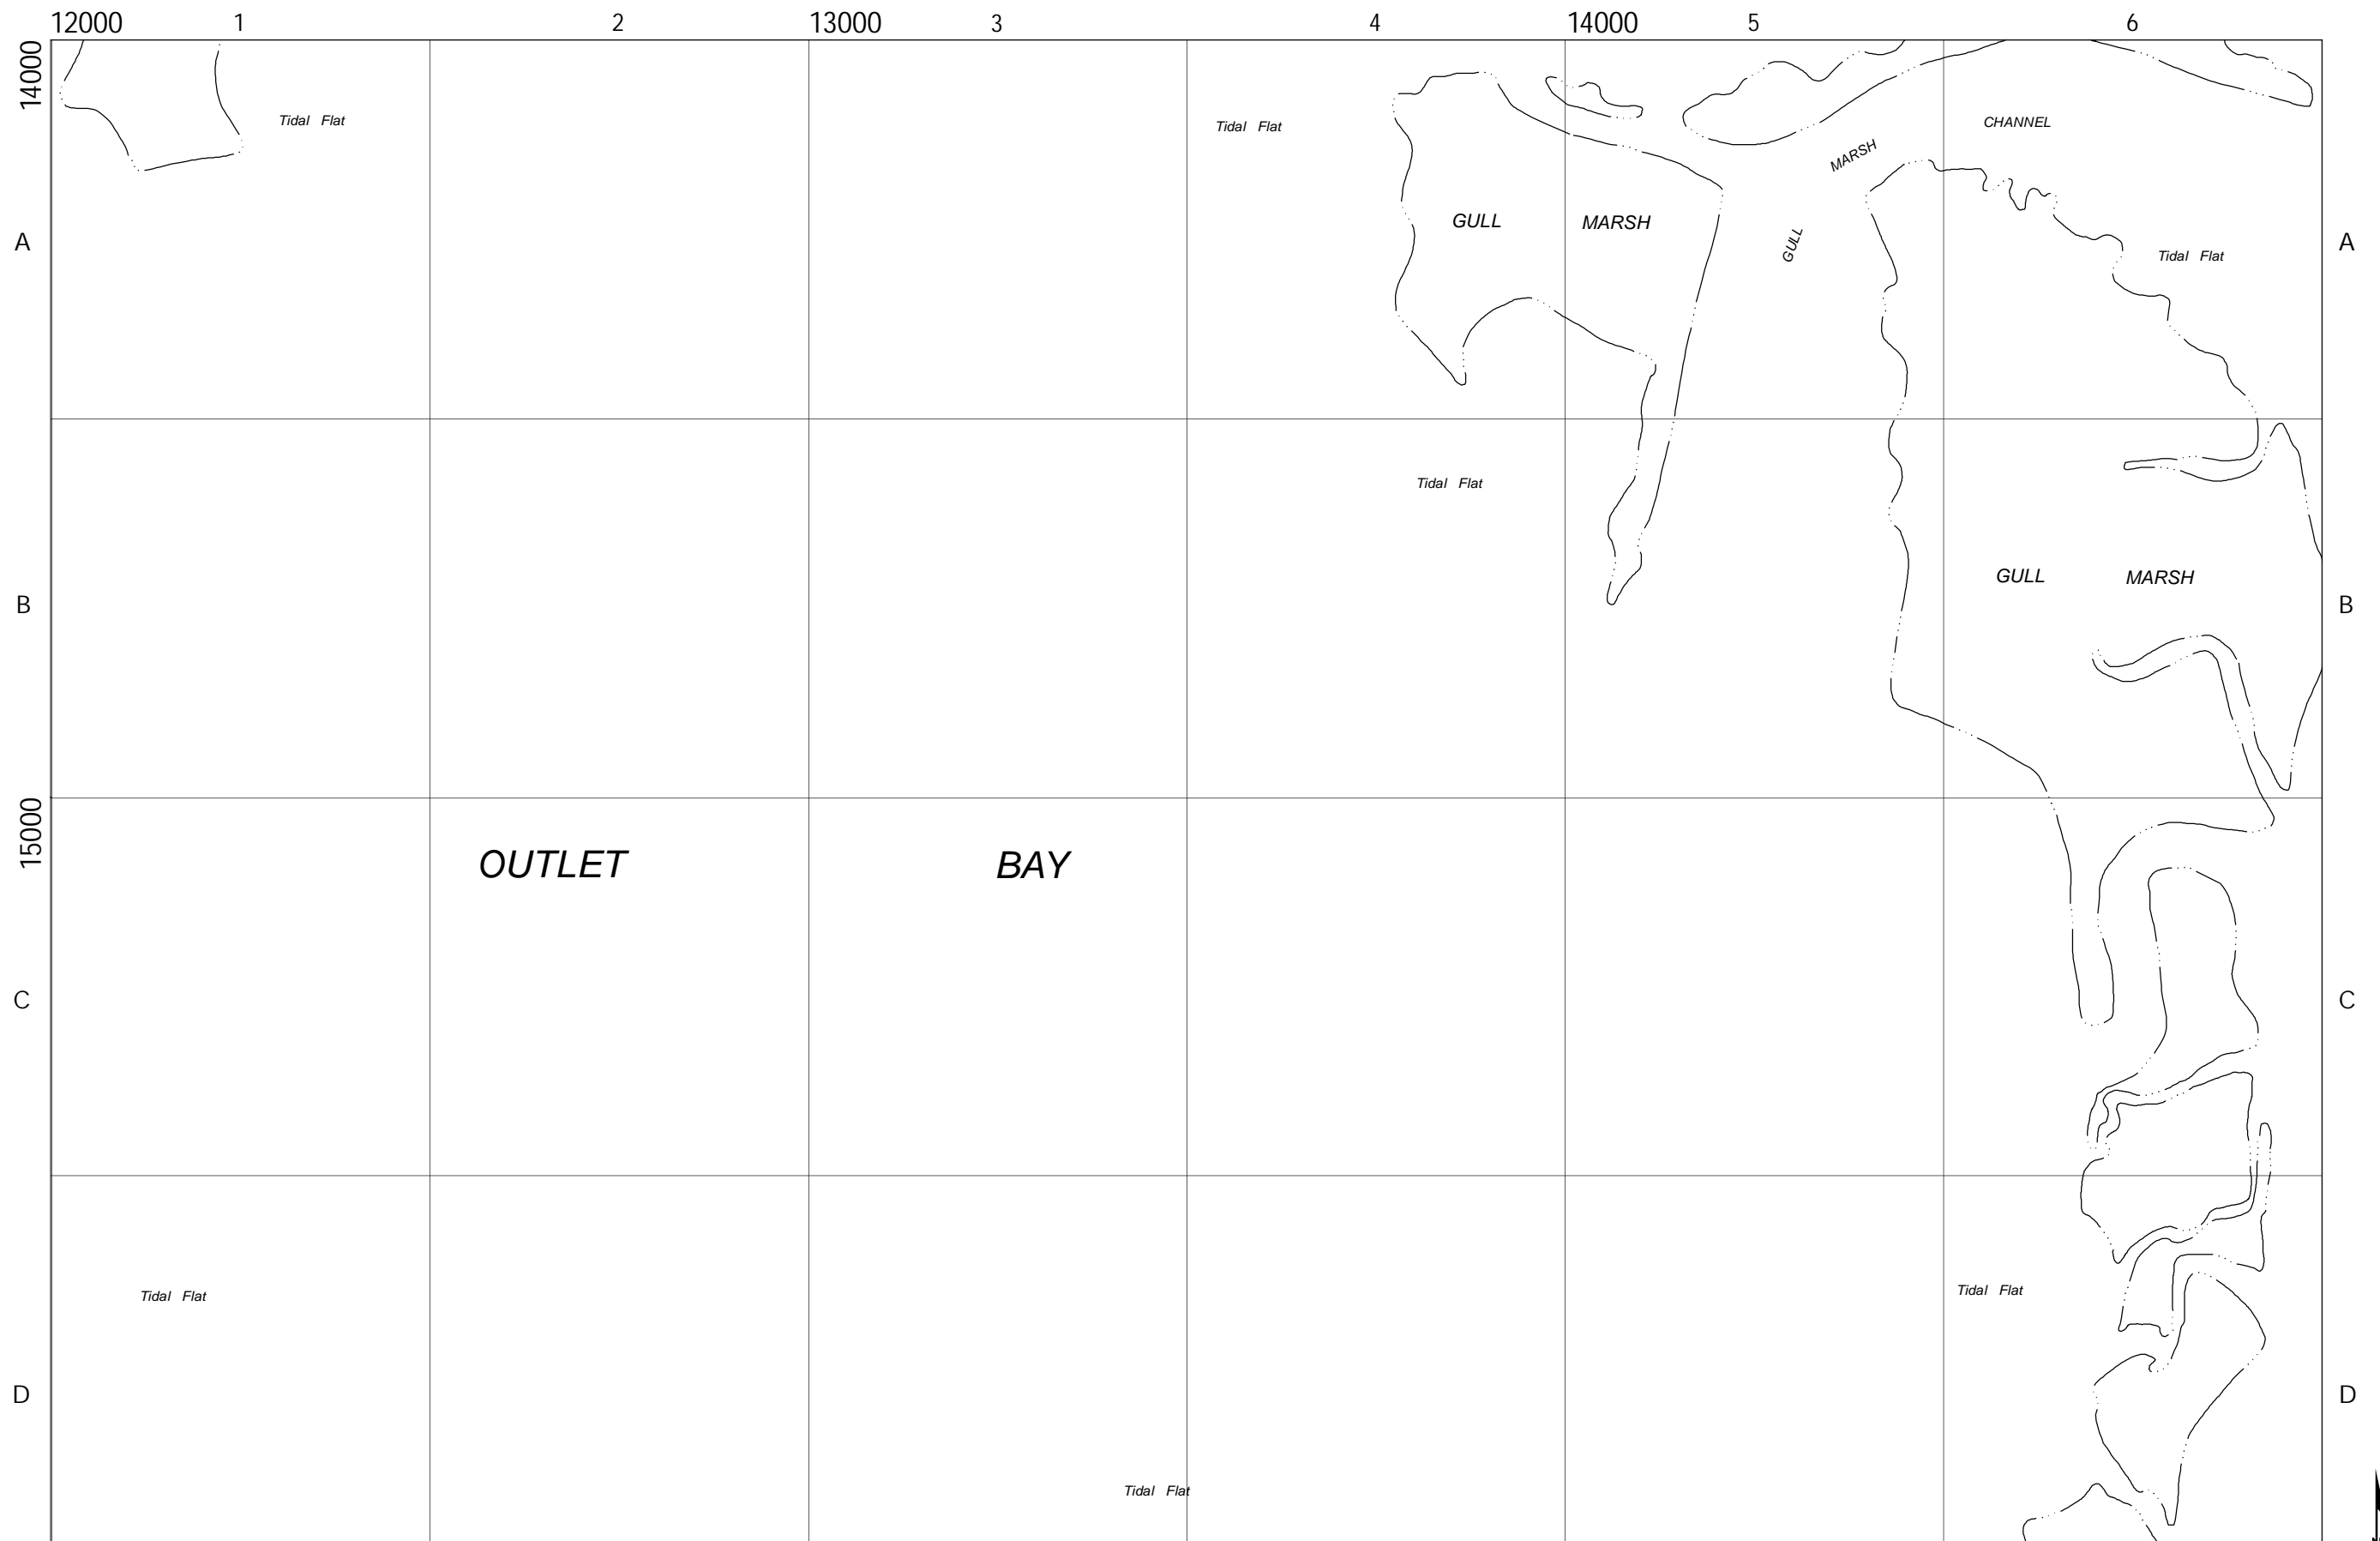 12000 1 2 13000 3 4 14000 5 6
14000
Tidal Flat
Tidal Flat
CHANNEL
MARSH
GULL MARSH
GULL
A
A
Tidal Flat
Tidal Flat
GULL MARSH
B
B
15000
OUTLET BAY
C
C
Tidal Flat
Tidal Flat
D
D
Tidal Flat